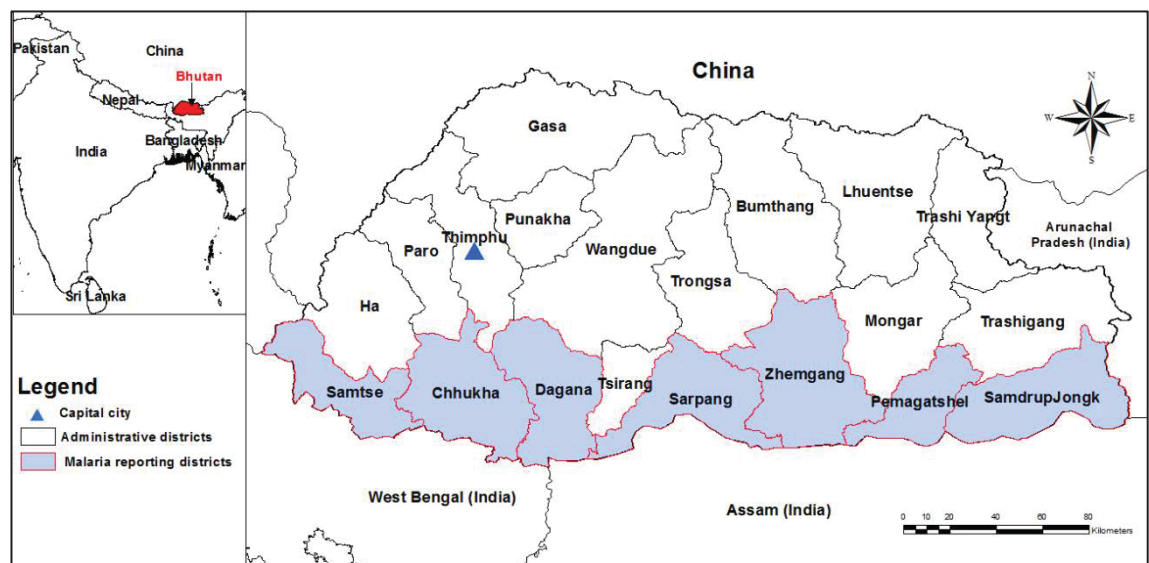 Pakistan
China
Bhutan
Nepal
Bangladesh
India
Myanmar
Sri Lanka
Legend
Capital city
Administrative districts
Malaria reporting districts
China
N
W E
S
Gasa
Lhuentse
Bumthang
Punakha
Trashi Yangt
Thimphu
Arunachal
Pradesh (India)
Paro
Wangdue
Trongsa
Ha
Mongar
Trashigang
Zhemgang
Samtse
Chhukha
Dagana
Tsirang
Sarpang
Pemagatshel
SamdrupJongk
West Bengal (India)
Assam (India)
0 5 10 20 40 60 80
Kilometers